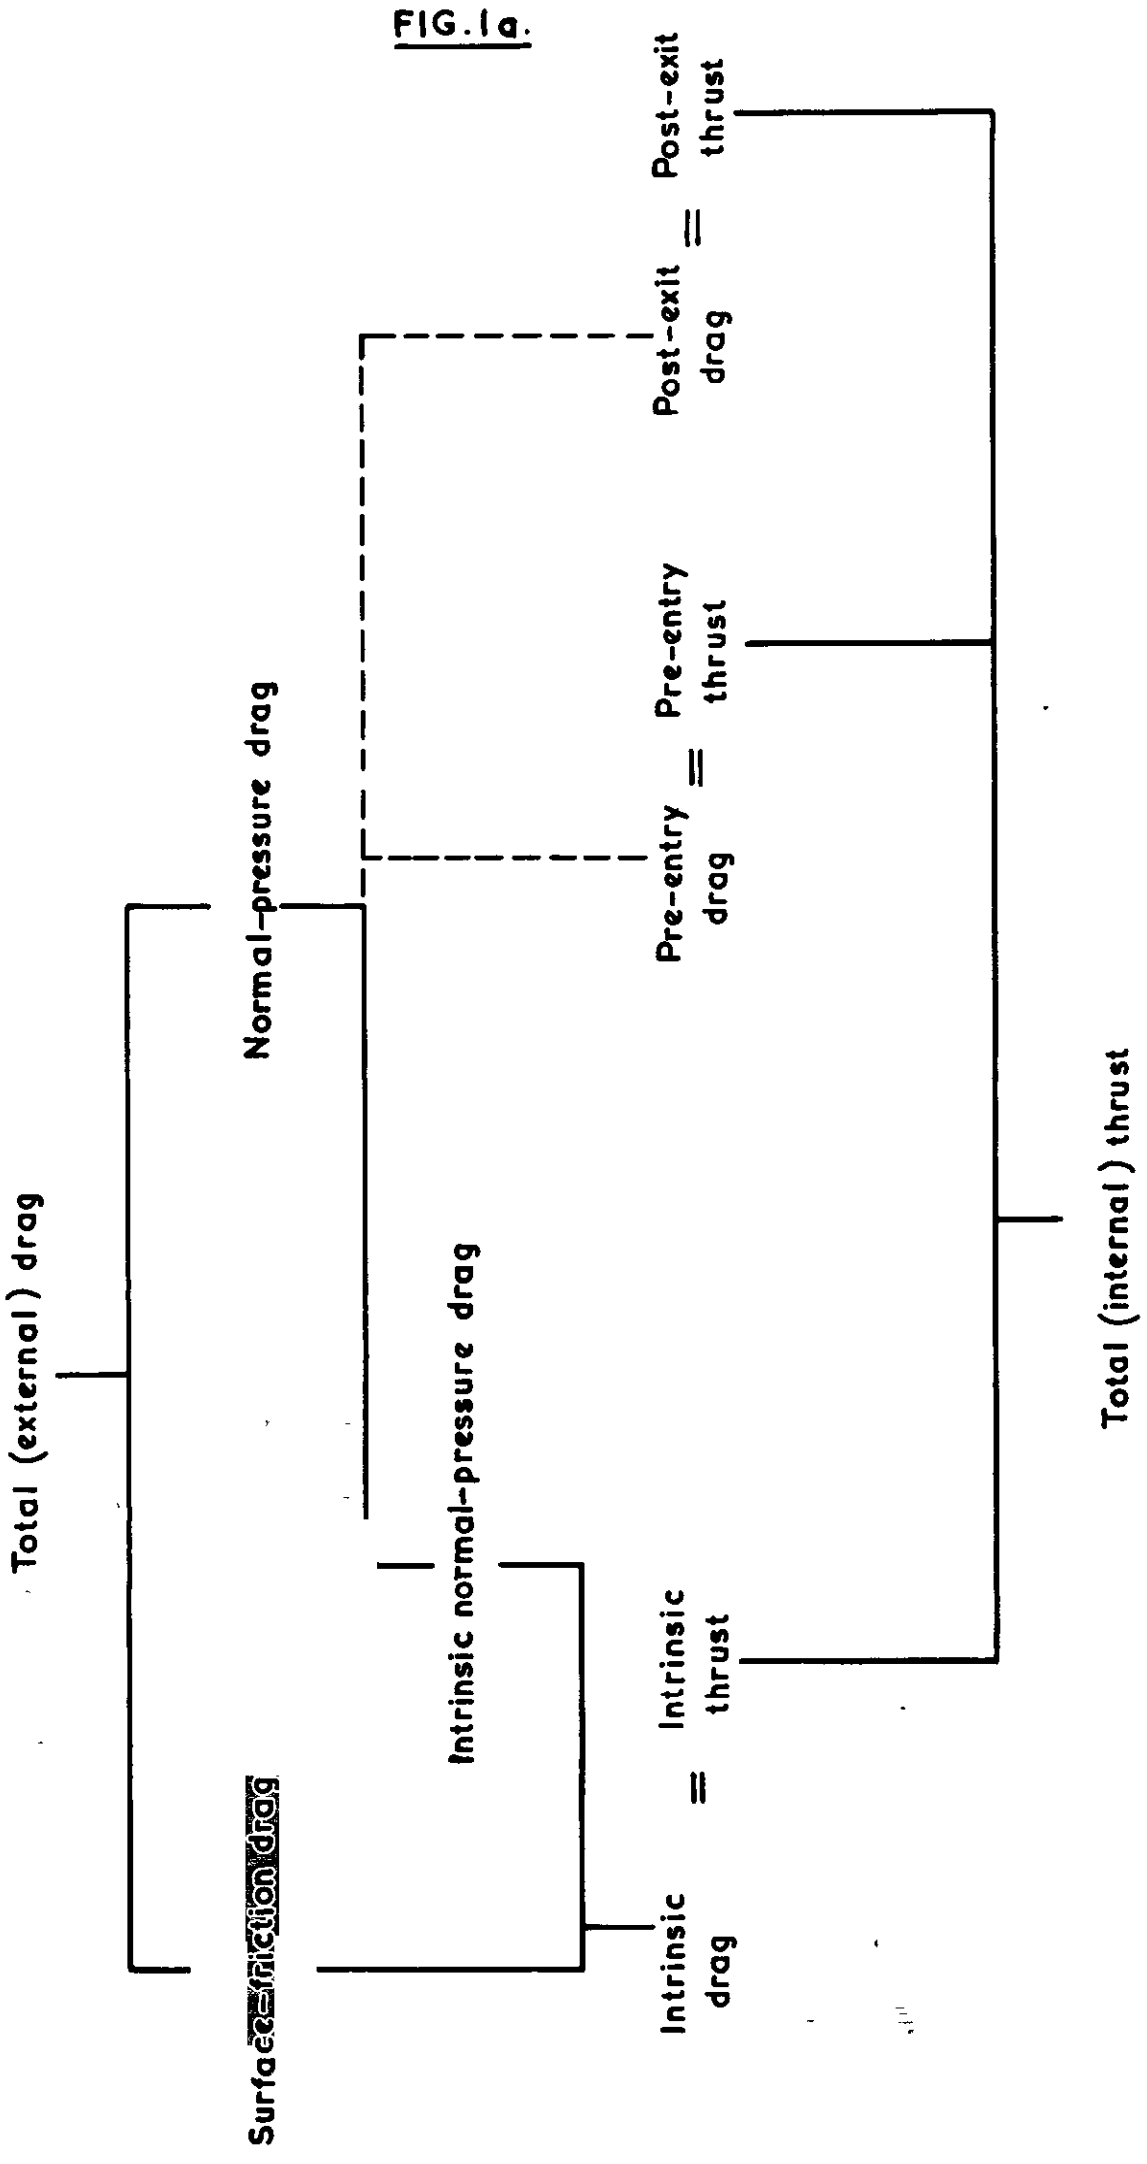 FIG.1a.
Total (external) drag
Surface-friction drag
Normal-pressure drag
Intrinsic normal-pressure drag
Intrinsic
drag
=
Intrinsic
thrust
Pre-entry
drag
=
Pre-entry
thrust
Post-exit
drag
=
Post-exit
thrust
Total (internal) thrust